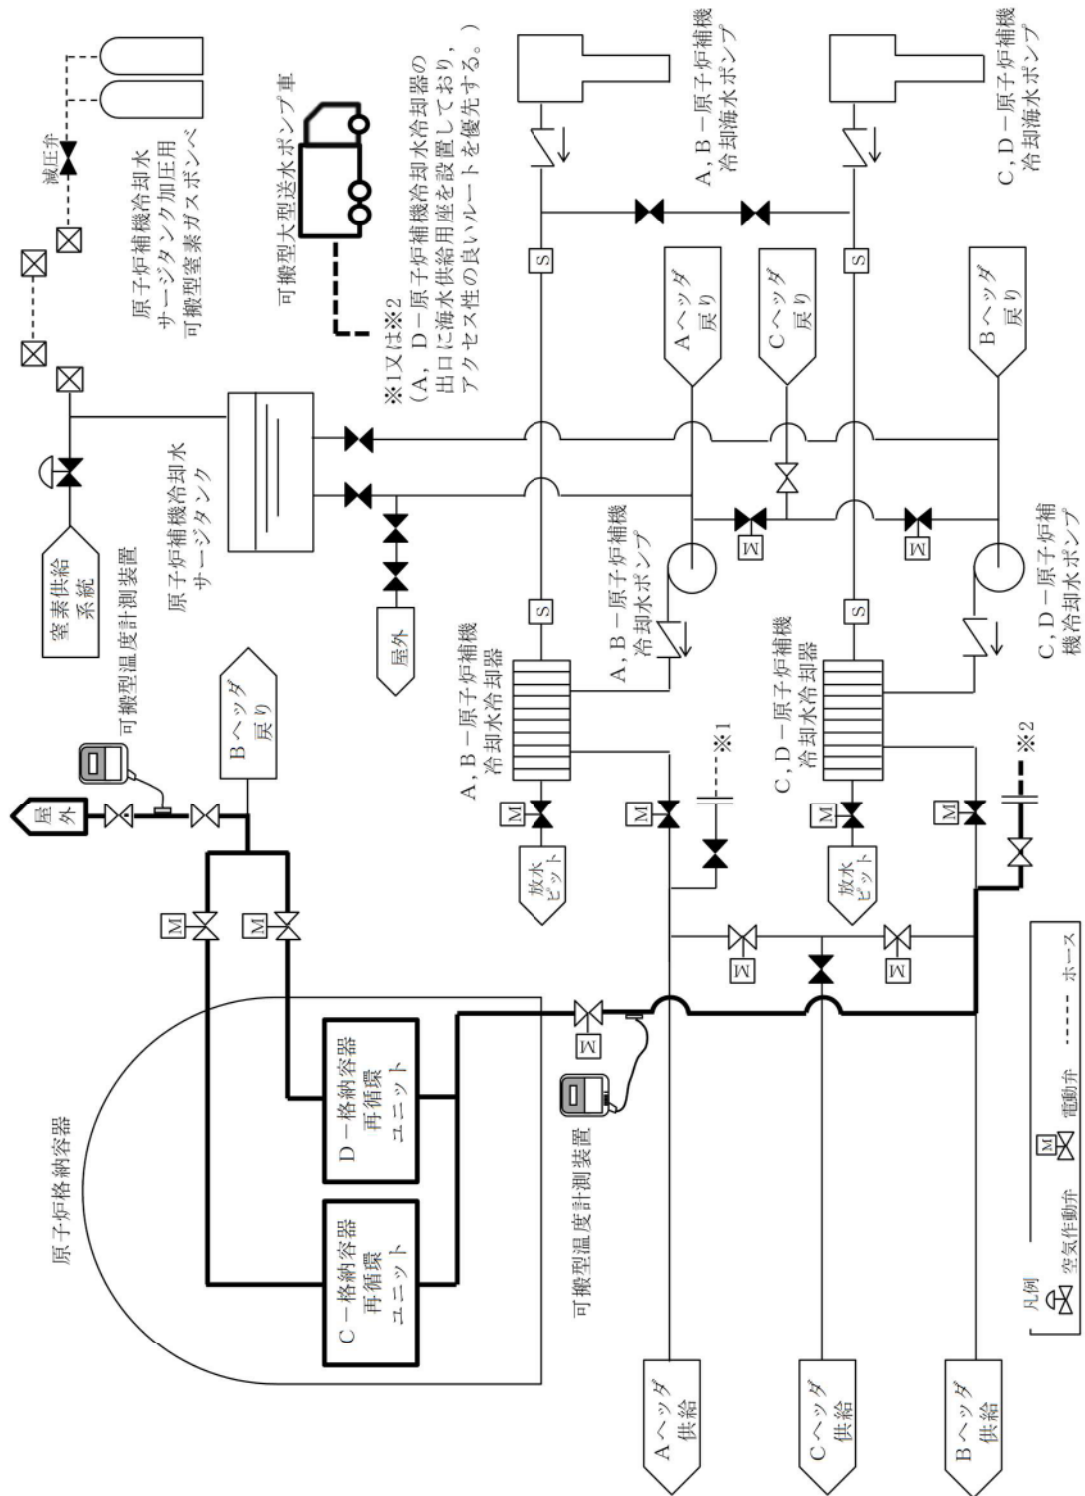 原子炉格納容器
C－格納容器
再循環
ユニット
D－格納容器
再循環
ユニット
M
M
屋外
可搬型温度計測装置
Bヘッダ
戻り
窒素供給
系統
減圧弁
原子炉補機冷却水
サージタンク加圧用
可搬型窒素ガスボンベ
原子炉補機冷却水
サージタンク
屋外
可搬型大型送水ポンプ車
※1又は※2
(A，D－原子炉補機冷却水冷却器の
出口に海水供給用座を設置しており，
アクセス性の良いルートを優先する。)
M
可搬型温度計測装置
放水
ピット
M
A，B－原子炉補機
冷却水冷却器
S
S
A，B－原子炉補機
冷却海水ポンプ
M
※1
A，B－原子炉補機
冷却水ポンプ
Aヘッダ
戻り
M
Cヘッダ
戻り
M
M
M
放水
ピット
M
C，D－原子炉補機
冷却水冷却器
S
S
C，D－原子炉補機
冷却海水ポンプ
M
※2
C，D－原子炉補
機冷却水ポンプ
Bヘッダ
戻り
Aヘッダ
供給
Cヘッダ
供給
Bヘッダ
供給
凡例
空気作動弁
M
電動弁
ホース